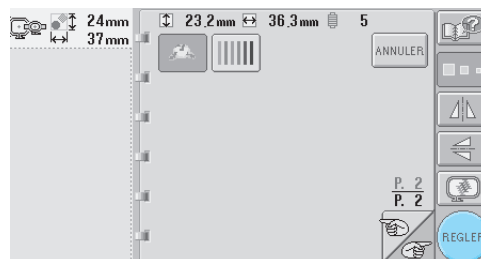 24mm
37mm
23,2mm 36,3mm 5
ANNULER
P. 2
P. 2
REGLER